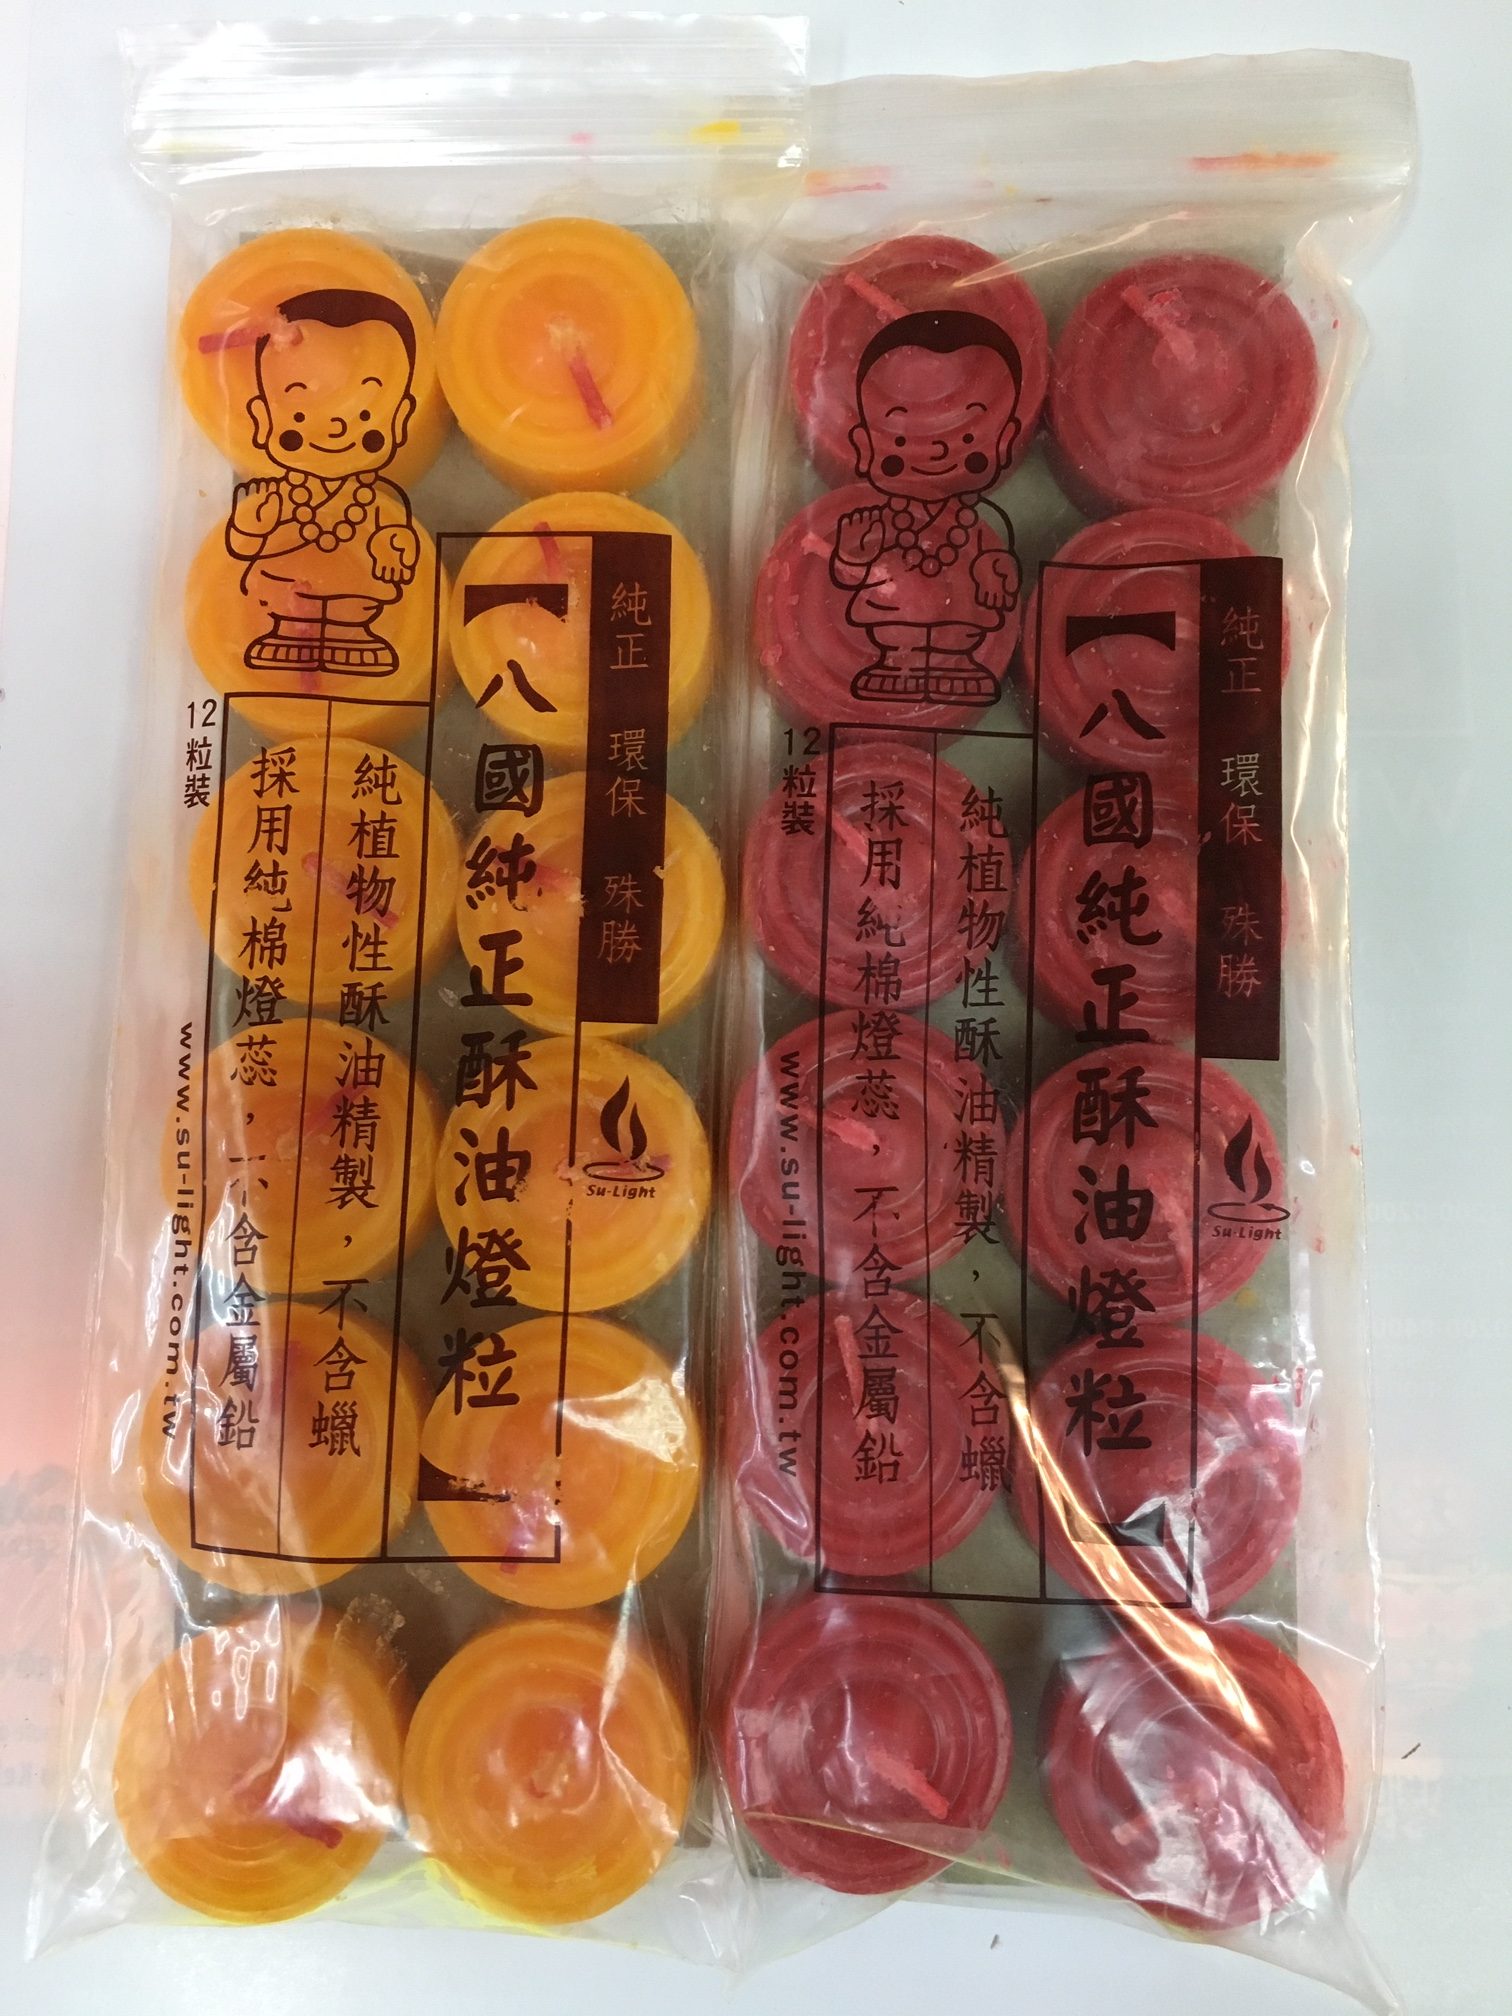 純正 環保 殊勝
【八國純正酥油燈粒】
純植物性酥油精製，不含蠟
採用純棉燈蕊，不含金屬鉛
12粒裝
www.su-light.com.tw
Su-Light
純正 環保 殊勝
【八國純正酥油燈粒】
純植物性酥油精製，不含蠟
採用純棉燈蕊，不含金屬鉛
12粒裝
www.su-light.com.tw
Su-Light